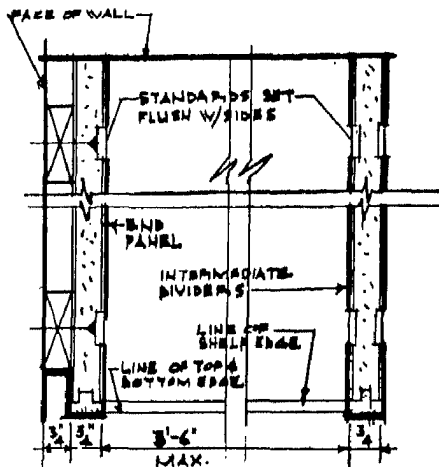 FACE OF WALL
STANDARDS SET
FLUSH W/SIDES
END
PANEL
INTERMEDIATE
DIVIDERS
LINE OF
SHELF EDGE
LINE OF TOP &
BOTTOM EDGE
3/4" 3/4" 3'-6" 3/4
MAX.